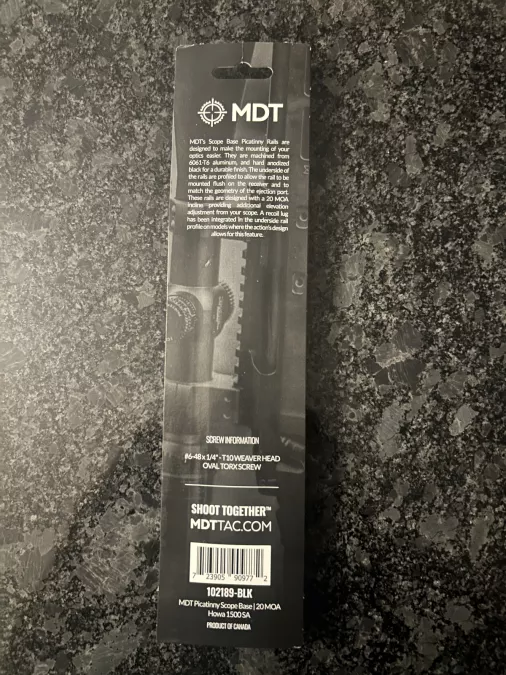 MDT
MDT's Scope Base Picatinny Rails are
designed to make the mounting of your
optics easier. They are machined from
6061-T6 aluminum, and hard anodized
black for a durable finish. The underside of
the rails are profiled to allow the rail to be
mounted flush on the receiver and to
match the geometry of the ejection port.
These rails are designed with a 20 MOA
incline providing additional elevation
adjustment from your scope. A recoil lug
has been integrated in the underside rail
profile on models where the action's design
allows for this feature.
SCREW INFORMATION
#6-48 x 1/4" - T10 WEAVER HEAD
OVAL TORX SCREW
SHOOT TOGETHER™
MDTTAC.COM
7 23905 90977 2
102189-BLK
MDT Picatinny Scope Base | 20 MOA
Howa 1500 SA
PRODUCT OF CANADA